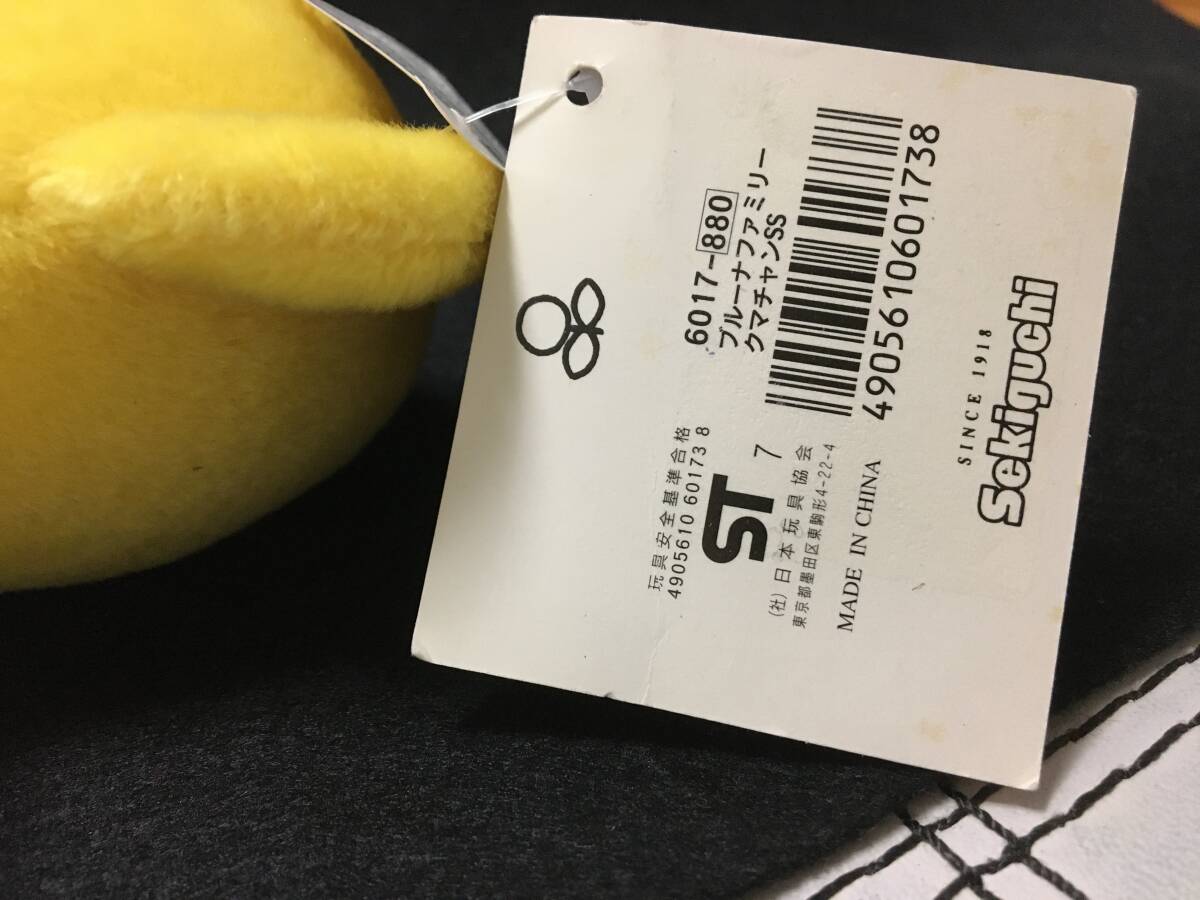 6017-880
ブルーナファミリー
クマチャンSS
4905610601738
玩具安全基準合格
4905610 60173 8
ST 7
(社) 日本玩具協会
東京都墨田区東駒形4-22-4
MADE IN CHINA
SINCE 1918
Sekiguchi